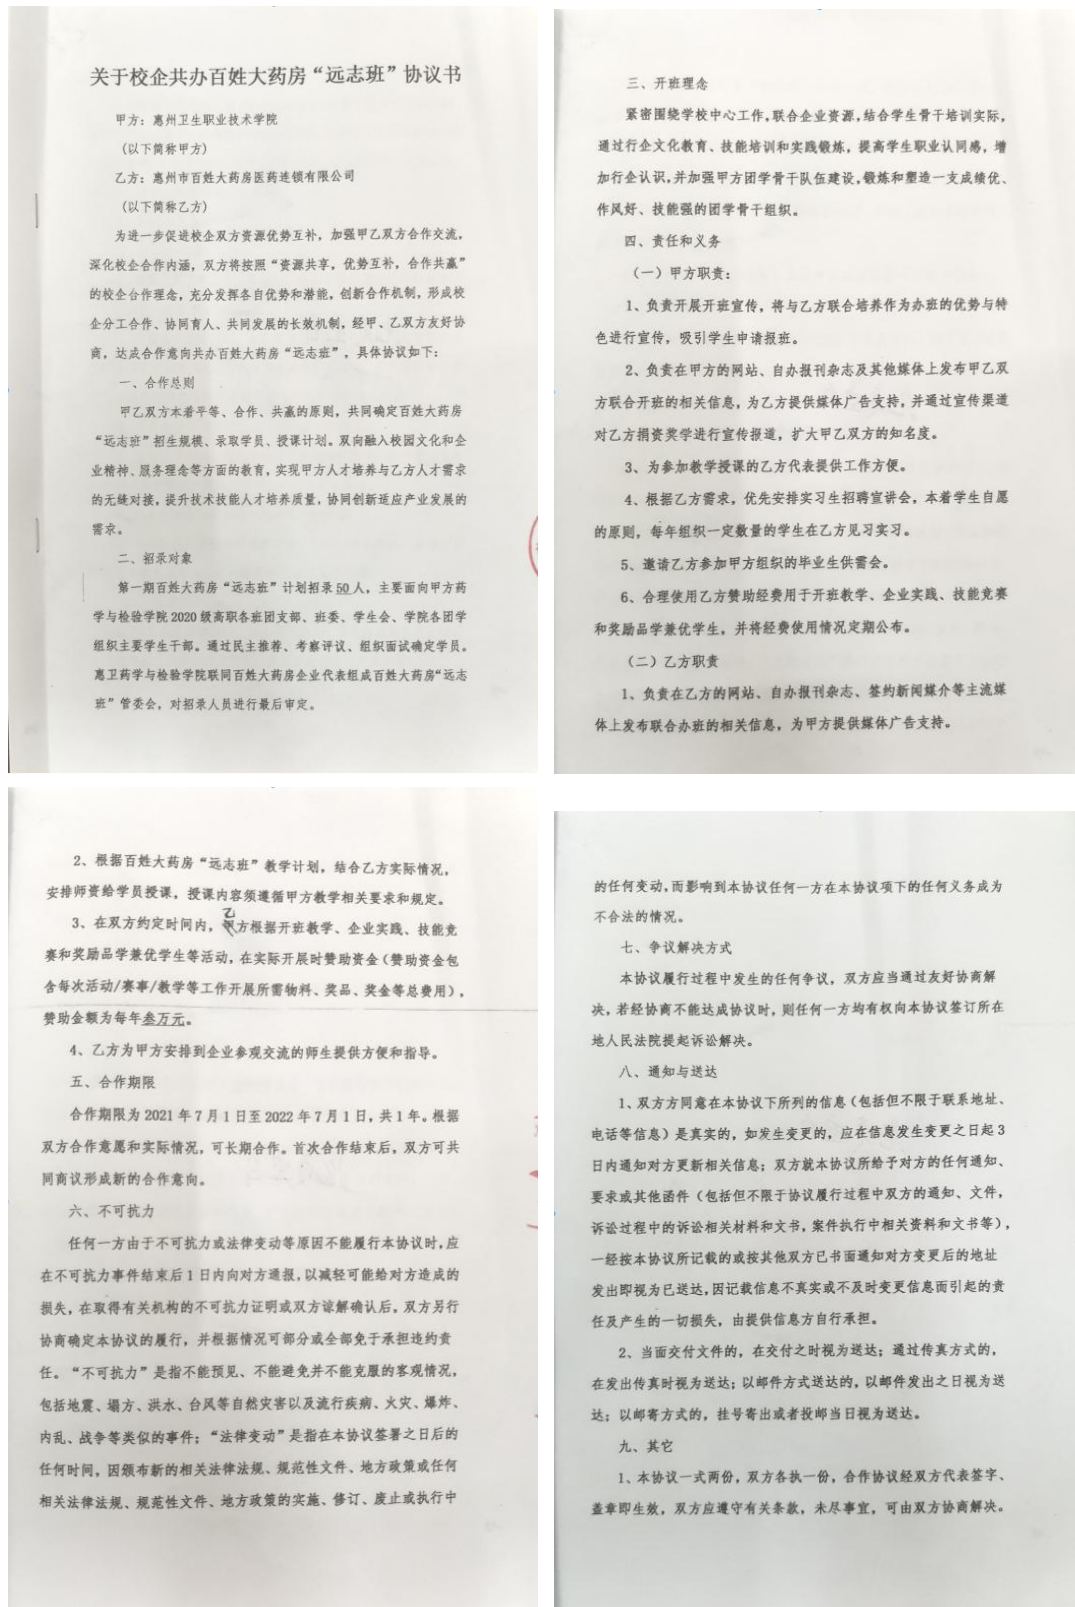 关于校企共办百姓大药房“远志班”协议书
甲方：惠州卫生职业技术学院
（以下简称甲方）
乙方：惠州市百姓大药房医药连锁有限公司
（以下简称乙方）
为进一步促进校企双方资源优势互补，加强甲乙双方合作交流，
深化校企合作内涵，双方将按照“资源共享，优势互补，合作共赢”
的校企合作理念，充分发挥各自优势和潜能，创新合作机制，形成校
企分工合作、协同育人、共同发展的长效机制，经甲、乙双方友好协
商，达成合作意向共办百姓大药房“远志班”，具体协议如下：
一、合作总则
甲乙双方本着平等、合作、共赢的原则，共同确定百姓大药房
“远志班”招生规模、录取学员、授课计划。双向融入校园文化和企
业精神、服务理念等方面的教育，实现甲方人才培养与乙方人才需求
的无缝对接，提升技术技能人才培养质量，协同创新适应产业发展的
需求。
二、招录对象
第一期百姓大药房“远志班”计划招录50人，主要面向甲方药
学与检验学院2020级高职各班团支部、班委、学生会、学院各团学
组织主要学生干部。通过民主推荐、考察评议、组织面试确定学员。
惠卫药学与检验学院联同百姓大药房企业代表组成百姓大药房“远志
班”管委会，对招录人员进行最后审定。
三、开班理念
紧密围绕学校中心工作，联合企业资源，结合学生骨干培训实际，
通过行企文化教育、技能培训和实践锻炼，提高学生职业认同感，增
加行企认识，并加强甲方团学骨干队伍建设，锻炼和塑造一支成绩优、
作风好、技能强的团学骨干组织。
四、责任和义务
（一）甲方职责：
1、负责开展开班宣传，将与乙方联合培养作为办班的优势与特
色进行宣传，吸引学生申请报班。
2、负责在甲方的网站、自办报刊杂志及其他媒体上发布甲乙双
方联合开班的相关信息，为乙方提供媒体广告支持，并通过宣传渠道
对乙方捐资奖学进行宣传报道，扩大甲乙双方的知名度。
3、为参加教学授课的乙方代表提供工作方便。
4、根据乙方需求，优先安排实习生招聘宣讲会，本着学生自愿
的原则，每年组织一定数量的学生在乙方见习实习。
5、邀请乙方参加甲方组织的毕业生供需会。
6、合理使用乙方赞助经费用于开班教学、企业实践、技能竞赛
和奖励品学兼优学生，并将经费使用情况定期公布。
（二）乙方职责
1、负责在乙方的网站、自办报刊杂志、签约新闻媒介等主流媒
体上发布联合办班的相关信息，为甲方提供媒体广告支持。
2、根据百姓大药房“远志班”教学计划，结合乙方实际情况，
安排师资给学员授课，授课内容须遵循甲方教学相关要求和规定。
3、在双方约定时间内，乙方根据开班教学、企业实践、技能竞
赛和奖励品学兼优学生等活动，在实际开展时赞助资金（赞助资金包
含每次活动/赛事/教学等工作开展所需物料、奖品、奖金等总费用），
赞助金额为每年叁万元。
4、乙方为甲方安排到企业参观交流的师生提供方便和指导。
五、合作期限
合作期限为2021年7月1日至2022年7月1日，共1年。根据
双方合作意愿和实际情况，可长期合作。首次合作结束后，双方可共
同商议形成新的合作意向。
六、不可抗力
任何一方由于不可抗力或法律变动等原因不能履行本协议时，应
在不可抗力事件结束后1日内向对方通报，以减轻可能给对方造成的
损失，在取得有关机构的不可抗力证明或双方谅解确认后，双方另行
协商确定本协议的履行，并根据情况可部分或全部免于承担违约责
任。“不可抗力”是指不能预见、不能避免并不能克服的客观情况，
包括地震、塌方、洪水、台风等自然灾害以及流行疾病、火灾、爆炸、
内乱、战争等类似的事件；“法律变动”是指在本协议签署之日后的
任何时间，因颁布新的相关法律法规、规范性文件、地方政策或任何
相关法律法规、规范性文件、地方政策的实施、修订、废止或执行中
的任何变动，而影响到本协议任何一方在本协议项下的任何义务成为
不合法的情况。
七、争议解决方式
本协议履行过程中发生的任何争议，双方应当通过友好协商解
决，若经协商不能达成协议时，则任何一方均有权向本协议签订所在
地人民法院提起诉讼解决。
八、通知与送达
1、双方方同意在本协议下所列的信息（包括但不限于联系地址、
电话等信息）是真实的，如发生变更的，应在信息发生变更之日起3
日内通知对方更新相关信息；双方就本协议所给予对方的任何通知、
要求或其他函件（包括但不限于协议履行过程中双方的通知、文件，
诉讼过程中的诉讼相关材料和文书，案件执行中相关资料和文书等），
一经按本协议所记载的或按其他双方已书面通知对方变更后的地址
发出即视为已送达，因记载信息不真实或不及时变更信息而引起的责
任及产生的一切损失，由提供信息方自行承担。
2、当面交付文件的，在交付之时视为送达；通过传真方式的，
在发出传真时视为送达；以邮件方式送达的，以邮件发出之日视为送
达；以邮寄方式的，挂号寄出或者投邮当日视为送达。
九、其它
1、本协议一式两份，双方各执一份，合作协议经双方代表签字、
盖章即生效，双方应遵守有关条款，未尽事宜，可由双方协商解决。